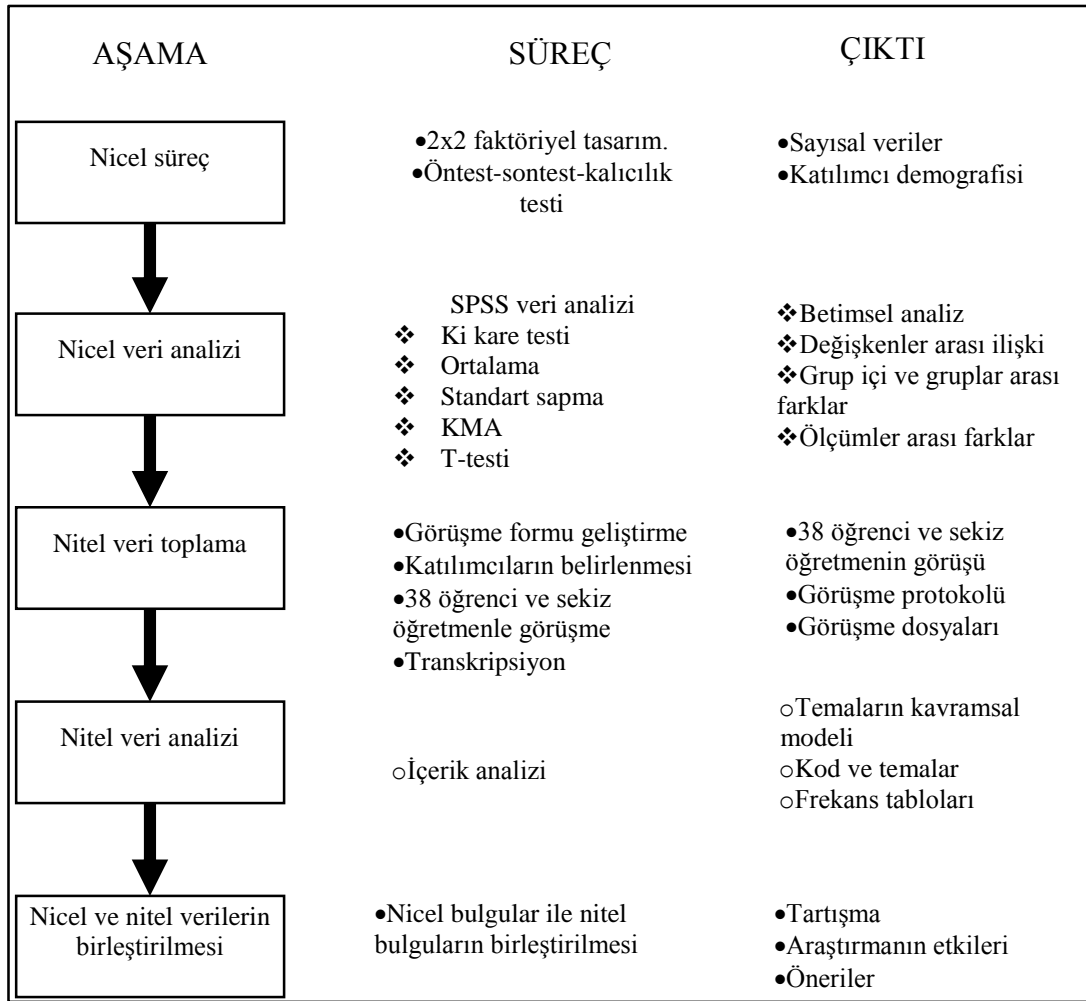 AŞAMA
SÜREÇ
ÇIKTI
Nicel süreç
•2x2 faktöriyel tasarım.
•Öntest-sontest-kalıcılık
testi
•Sayısal veriler
•Katılımcı demografisi
Nicel veri analizi
SPSS veri analizi
❖ Ki kare testi
❖ Ortalama
❖ Standart sapma
❖ KMA
❖ T-testi
❖Betimsel analiz
❖Değişkenler arası ilişki
❖Grup içi ve gruplar arası
farklar
❖Ölçümler arası farklar
Nitel veri toplama
•Görüşme formu geliştirme
•Katılımcıların belirlenmesi
•38 öğrenci ve sekiz
öğretmenle görüşme
•Transkripsiyon
•38 öğrenci ve sekiz
öğretmenin görüşü
•Görüşme protokolü
•Görüşme dosyaları
Nitel veri analizi
oİçerik analizi
oTemaların kavramsal
modeli
oKod ve temalar
oFrekans tabloları
Nicel ve nitel verilerin
birleştirilmesi
•Nicel bulgular ile nitel
bulguların birleştirilmesi
•Tartışma
•Araştırmanın etkileri
•Öneriler